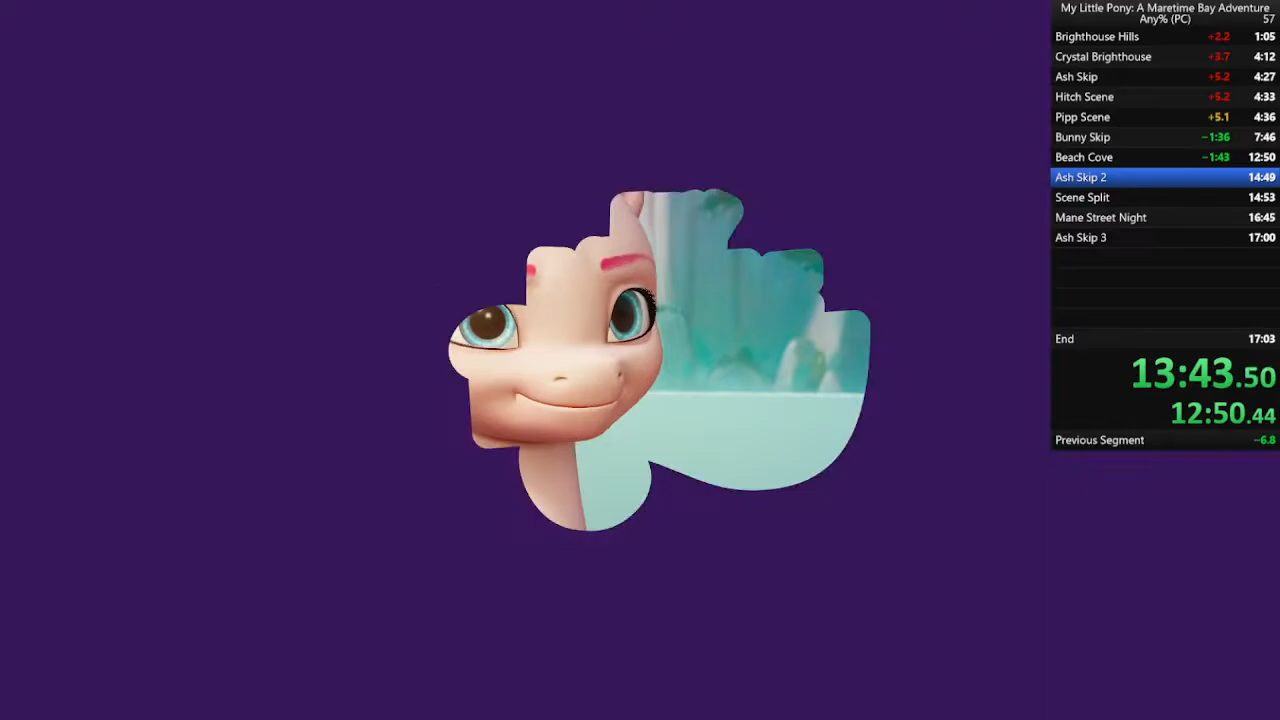 My Little Pony: A Maretime Bay Adventure
Any% (PC) 57
Brighthouse Hills +2.2 1:05
Crystal Brighthouse +3.7 4:12
Ash Skip +5.2 4:27
Hitch Scene +5.2 4:33
Pipp Scene +5.1 4:36
Bunny Skip −1:36 7:46
Beach Cove −1:43 12:50
Ash Skip 2 14:49
Scene Split 14:53
Mane Street Night 16:45
Ash Skip 3 17:00
End 17:03
13:43.50
12:50.44
Previous Segment −6.8